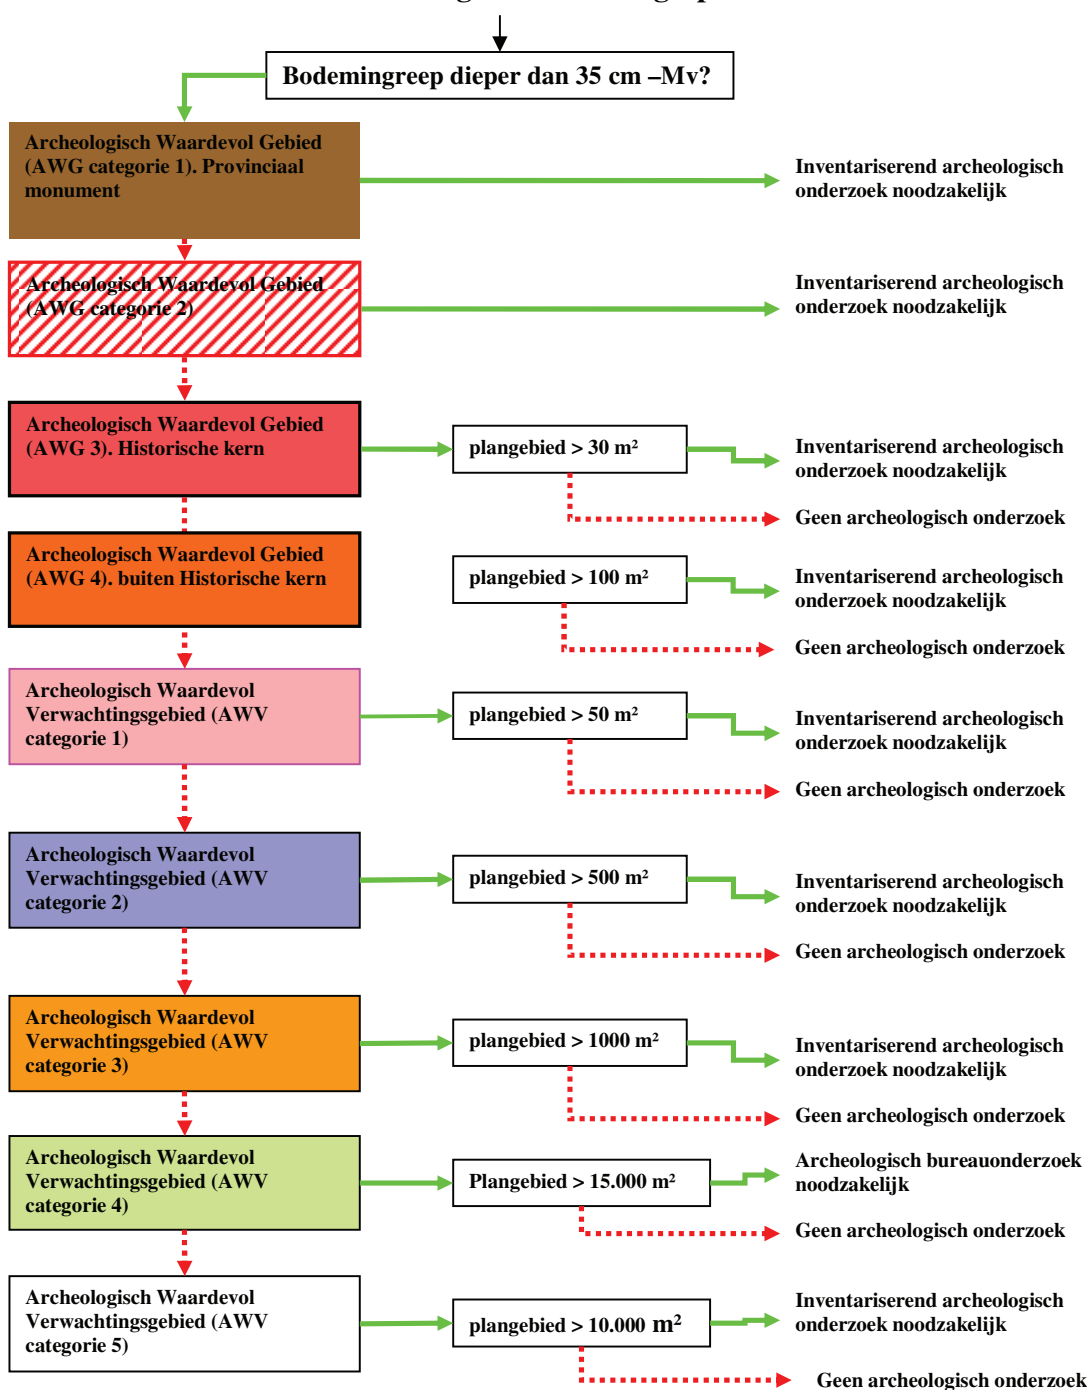 Bodemingreep dieper dan 35 cm –Mv?
Archeologisch Waardevol Gebied
(AWG categorie 1). Provinciaal
monument
Inventariserend archeologisch
onderzoek noodzakelijk
Archeologisch Waardevol Gebied
(AWG categorie 2)
Inventariserend archeologisch
onderzoek noodzakelijk
Archeologisch Waardevol Gebied
(AWG 3). Historische kern
plangebied > 30 m²
Inventariserend archeologisch
onderzoek noodzakelijk
Geen archeologisch onderzoek
Archeologisch Waardevol Gebied
(AWG 4). buiten Historische kern
plangebied > 100 m²
Inventariserend archeologisch
onderzoek noodzakelijk
Geen archeologisch onderzoek
Archeologisch Waardevol
Verwachtingsgebied (AWV
categorie 1)
plangebied > 50 m²
Inventariserend archeologisch
onderzoek noodzakelijk
Geen archeologisch onderzoek
Archeologisch Waardevol
Verwachtingsgebied (AWV
categorie 2)
plangebied > 500 m²
Inventariserend archeologisch
onderzoek noodzakelijk
Geen archeologisch onderzoek
Archeologisch Waardevol
Verwachtingsgebied (AWV
categorie 3)
plangebied > 1000 m²
Inventariserend archeologisch
onderzoek noodzakelijk
Geen archeologisch onderzoek
Archeologisch Waardevol
Verwachtingsgebied (AWV
categorie 4)
Plangebied > 15.000 m²
Archeologisch bureauonderzoek
noodzakelijk
Geen archeologisch onderzoek
Archeologisch Waardevol
Verwachtingsgebied (AWV
categorie 5)
plangebied > 10.000 m²
Inventariserend archeologisch
onderzoek noodzakelijk
Geen archeologisch onderzoek